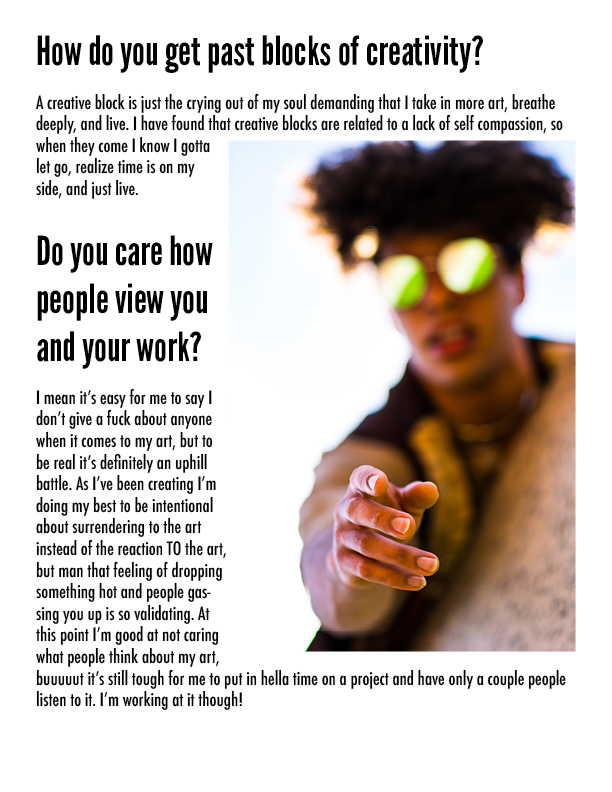 How do you get past blocks of creativity?
A creative block is just the crying out of my soul demanding that I take in more art, breathe
deeply, and live. I have found that creative blocks are related to a lack of self compassion, so
when they come I know I gotta
let go, realize time is on my
side, and just live.
Do you care how
people view you
and your work?
I mean it’s easy for me to say I
don’t give a fuck about anyone
when it comes to my art, but to
be real it’s definitely an uphill
battle. As I’ve been creating I’m
doing my best to be intentional
about surrendering to the art
instead of the reaction TO the art,
but man that feeling of dropping
something hot and people gas-
sing you up is so validating. At
this point I’m good at not caring
what people think about my art,
buuuuut it’s still tough for me to put in hella time on a project and have only a couple people
listen to it. I’m working at it though!